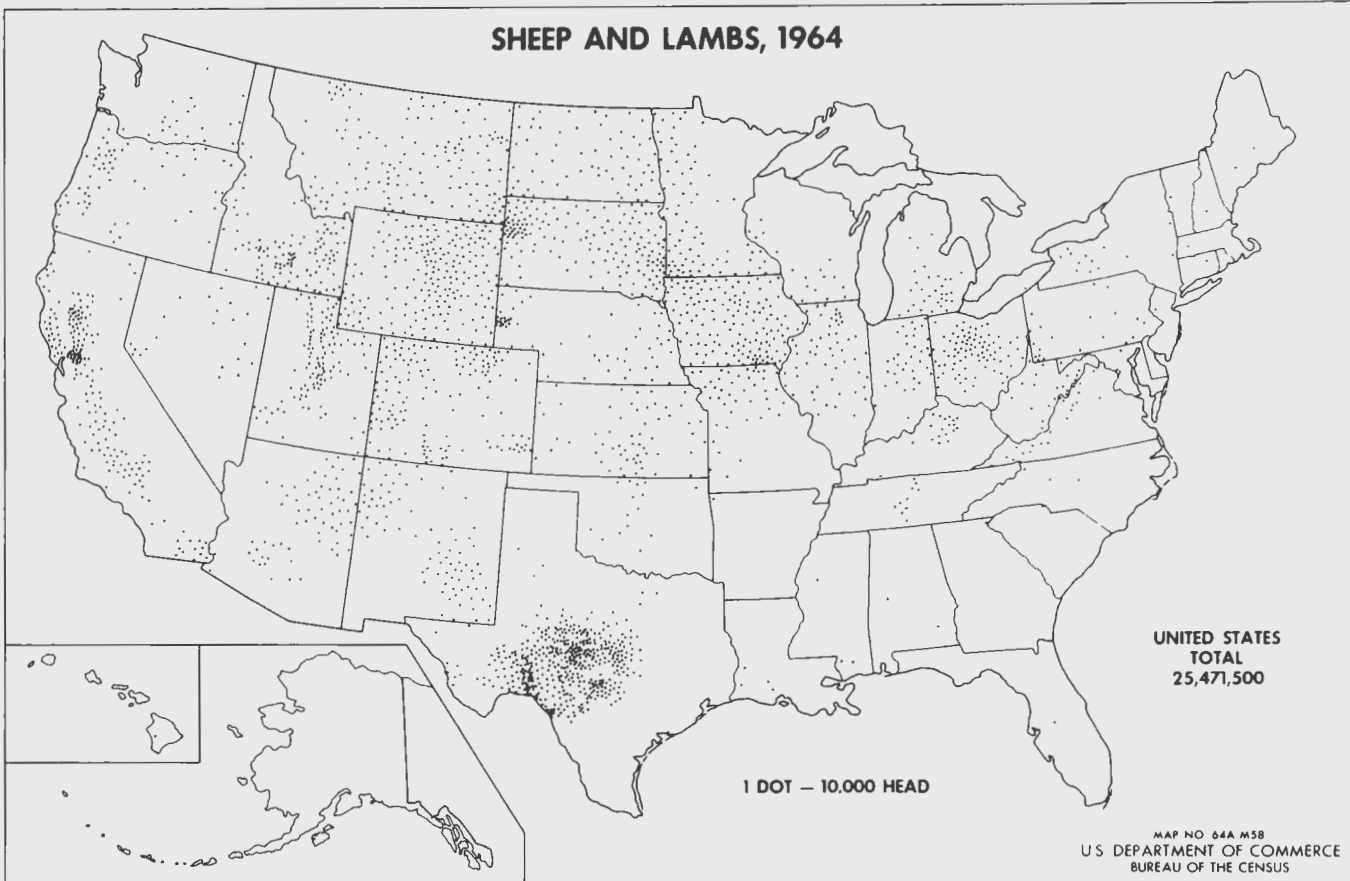 SHEEP AND LAMBS, 1964
UNITED STATES
TOTAL
25,471,500
1 DOT – 10,000 HEAD
MAP NO 64A M58
U S DEPARTMENT OF COMMERCE
BUREAU OF THE CENSUS